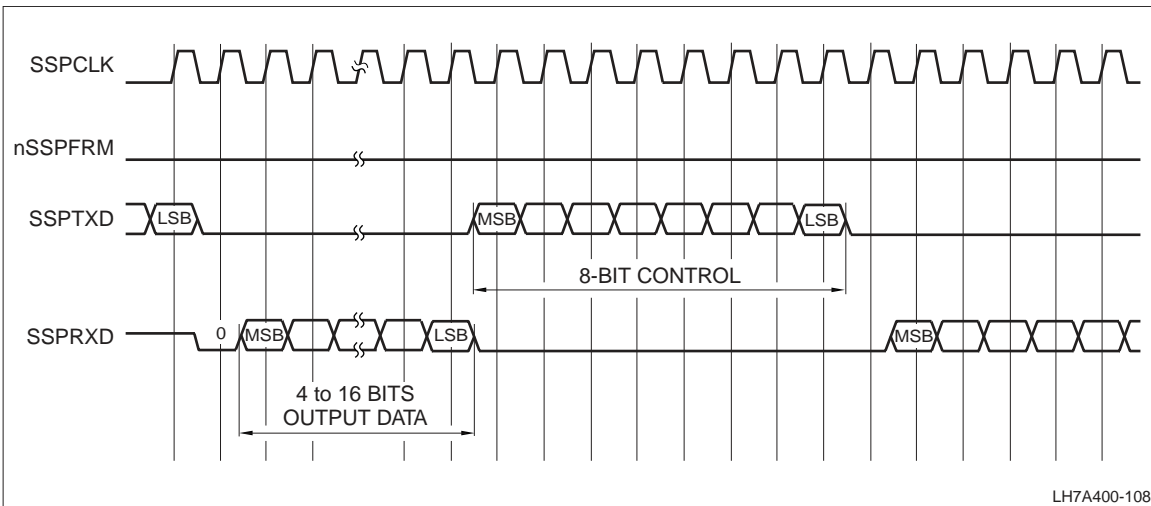 SSPCLK
nSSPFRM
SSPTXD
LSB
MSB
LSB
8-BIT CONTROL
SSPRXD
0
MSB
LSB
MSB
4 to 16 BITS
OUTPUT DATA
LH7A400-108